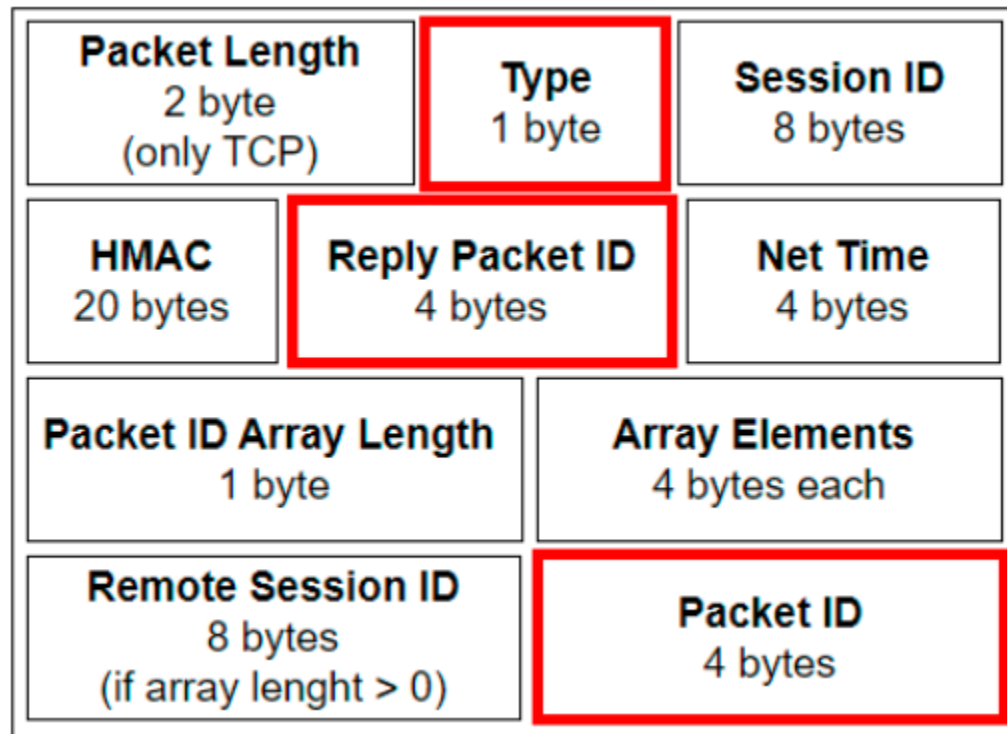 Packet Length
2 byte
(only TCP)
Type
1 byte
Session ID
8 bytes
HMAC
20 bytes
Reply Packet ID
4 bytes
Net Time
4 bytes
Packet ID Array Length
1 byte
Array Elements
4 bytes each
Remote Session ID
8 bytes
(if array lenght > 0)
Packet ID
4 bytes